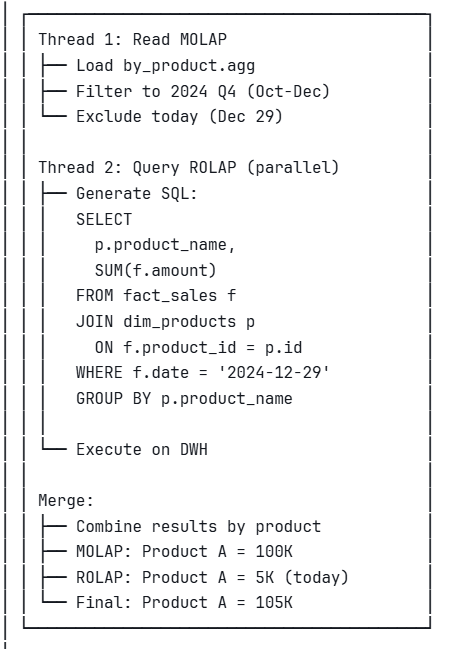 Thread 1: Read MOLAP
├── Load by_product.agg
├── Filter to 2024 Q4 (Oct-Dec)
└── Exclude today (Dec 29)
Thread 2: Query ROLAP (parallel)
├── Generate SQL:
│   SELECT
│     p.product_name,
│     SUM(f.amount)
│   FROM fact_sales f
│   JOIN dim_products p
│     ON f.product_id = p.id
│   WHERE f.date = '2024-12-29'
│   GROUP BY p.product_name
│
└── Execute on DWH
Merge:
├── Combine results by product
├── MOLAP: Product A = 100K
├── ROLAP: Product A = 5K (today)
└── Final: Product A = 105K